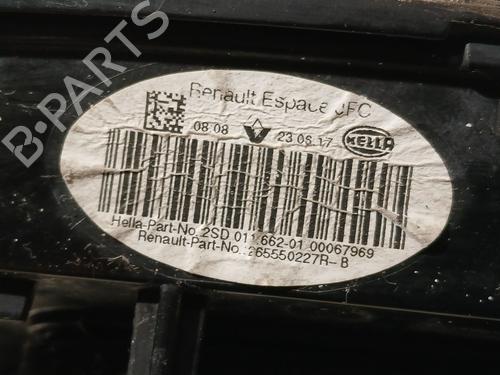 Renault Espace JFC
08:08 23.08.17 HELLA
Hella-Part-No.:2SD 011.662-01 00067969
Renault-Part-No.:265550227R-B
B-PARTS